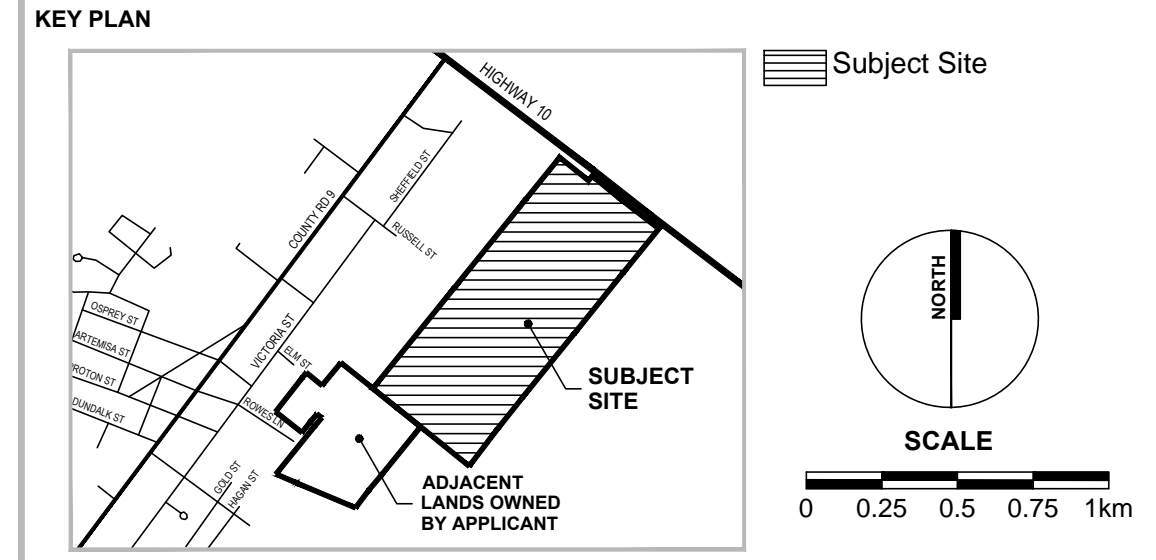 KEY PLAN
HIGHWAY 10
Subject Site
SHEFFIELD ST
COUNTY RD 9
RUSSELL ST
OSPREY ST
ARTEMISA ST
ROTON ST
DUNDALK ST
VICTORIA ST
ELM ST
ROWES LN
GOLD ST
HAGAN ST
SUBJECT
SITE
ADJACENT
LANDS OWNED
BY APPLICANT
NORTH
SCALE
0 0.25 0.5 0.75 1km